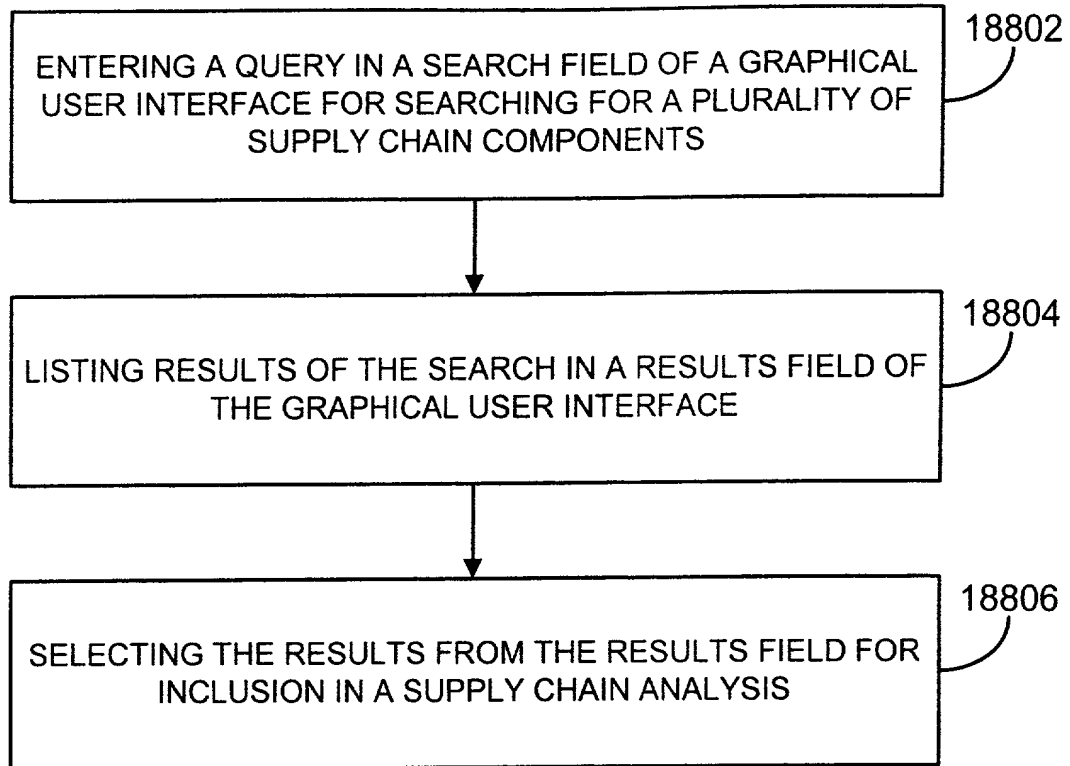 18802
ENTERING A QUERY IN A SEARCH FIELD OF A GRAPHICAL
USER INTERFACE FOR SEARCHING FOR A PLURALITY OF
SUPPLY CHAIN COMPONENTS
18804
LISTING RESULTS OF THE SEARCH IN A RESULTS FIELD OF
THE GRAPHICAL USER INTERFACE
18806
SELECTING THE RESULTS FROM THE RESULTS FIELD FOR
INCLUSION IN A SUPPLY CHAIN ANALYSIS